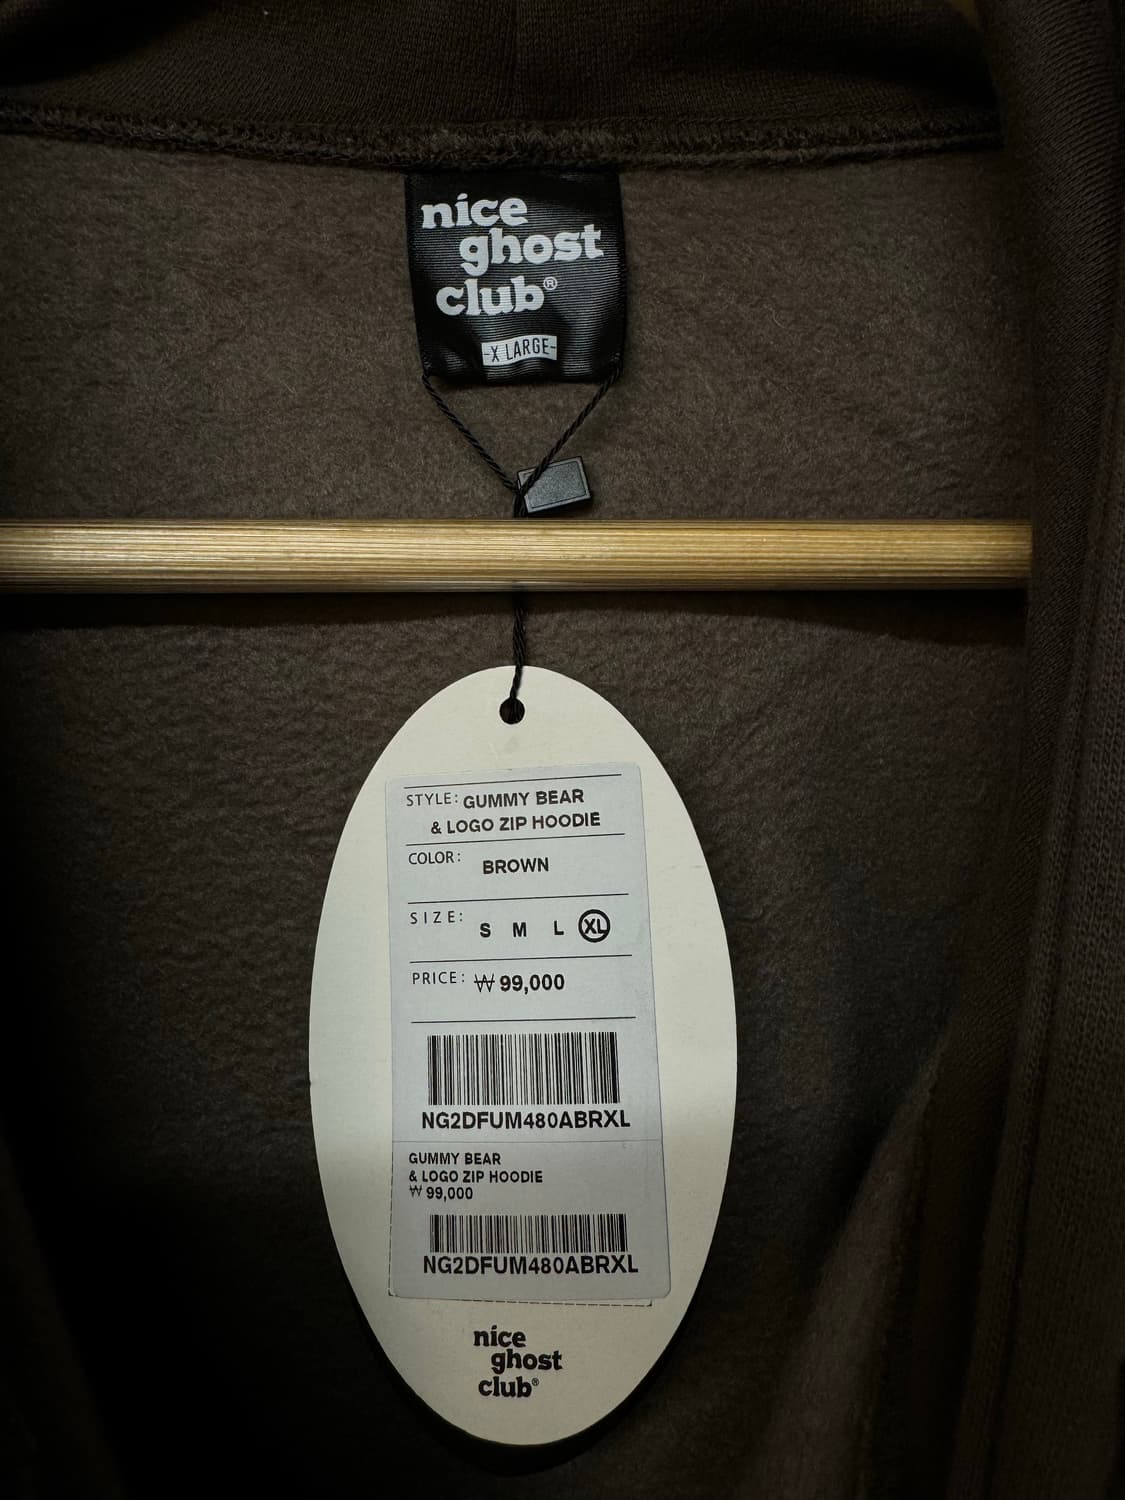 nice
ghost
club®
-X LARGE-
STYLE: GUMMY BEAR
& LOGO ZIP HOODIE
COLOR: BROWN
SIZE: S M L XL
PRICE: ₩ 99,000
NG2DFUM480ABRXL
GUMMY BEAR
& LOGO ZIP HOODIE
₩ 99,000
NG2DFUM480ABRXL
nice
ghost
club®